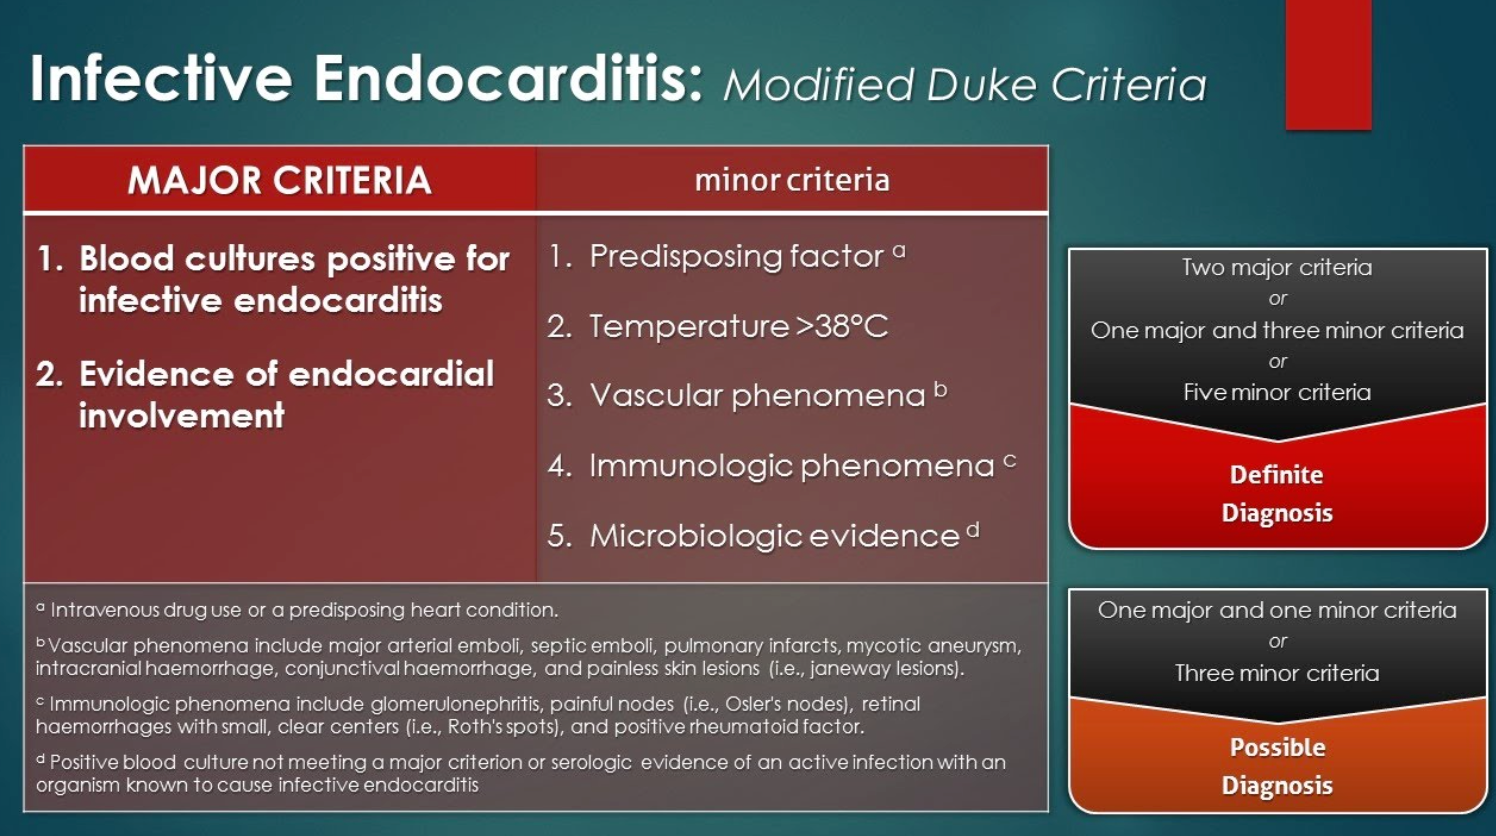 Infective Endocarditis: Modified Duke Criteria
MAJOR CRITERIA
minor criteria
1. Blood cultures positive for
infective endocarditis
2. Evidence of endocardial
involvement
1. Predisposing factor a
2. Temperature >38°C
3. Vascular phenomena b
4. Immunologic phenomena c
5. Microbiologic evidence d
a Intravenous drug use or a predisposing heart condition.
b Vascular phenomena include major arterial emboli, septic emboli, pulmonary infarcts, mycotic aneurysm,
intracranial haemorrhage, conjunctival haemorrhage, and painless skin lesions (i.e., janeway lesions).
c Immunologic phenomena include glomerulonephritis, painful nodes (i.e., Osler's nodes), retinal
haemorrhages with small, clear centers (i.e., Roth's spots), and positive rheumatoid factor.
d Positive blood culture not meeting a major criterion or serologic evidence of an active infection with an
organism known to cause infective endocarditis
Two major criteria
or
One major and three minor criteria
or
Five minor criteria
Definite
Diagnosis
One major and one minor criteria
or
Three minor criteria
Possible
Diagnosis